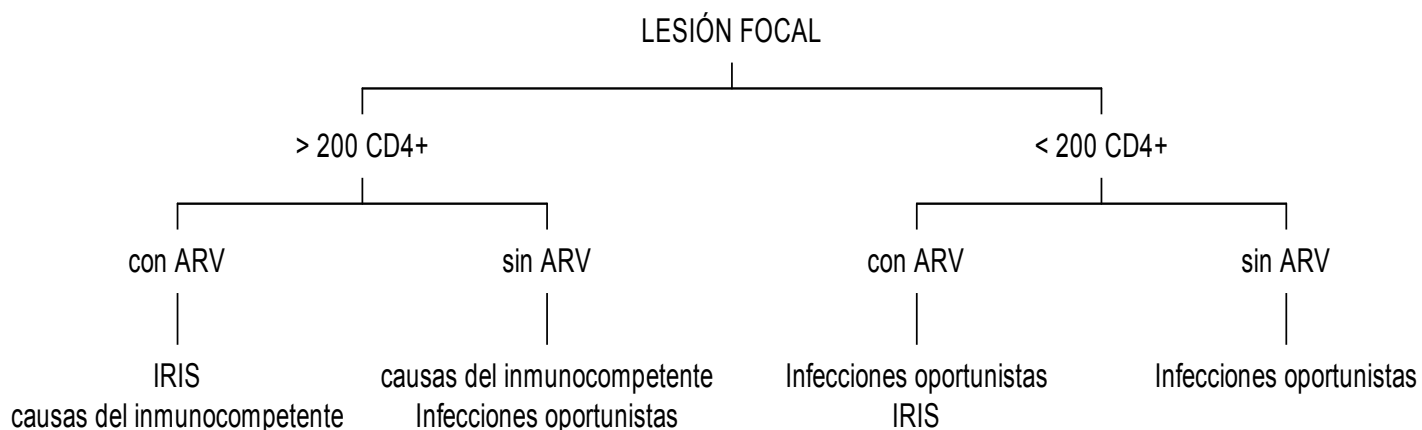 LESIÓN FOCAL
> 200 CD4+
< 200 CD4+
con ARV
sin ARV
con ARV
sin ARV
IRIS
causas del inmunocompetente
causas del inmunocompetente
Infecciones oportunistas
Infecciones oportunistas
IRIS
Infecciones oportunistas